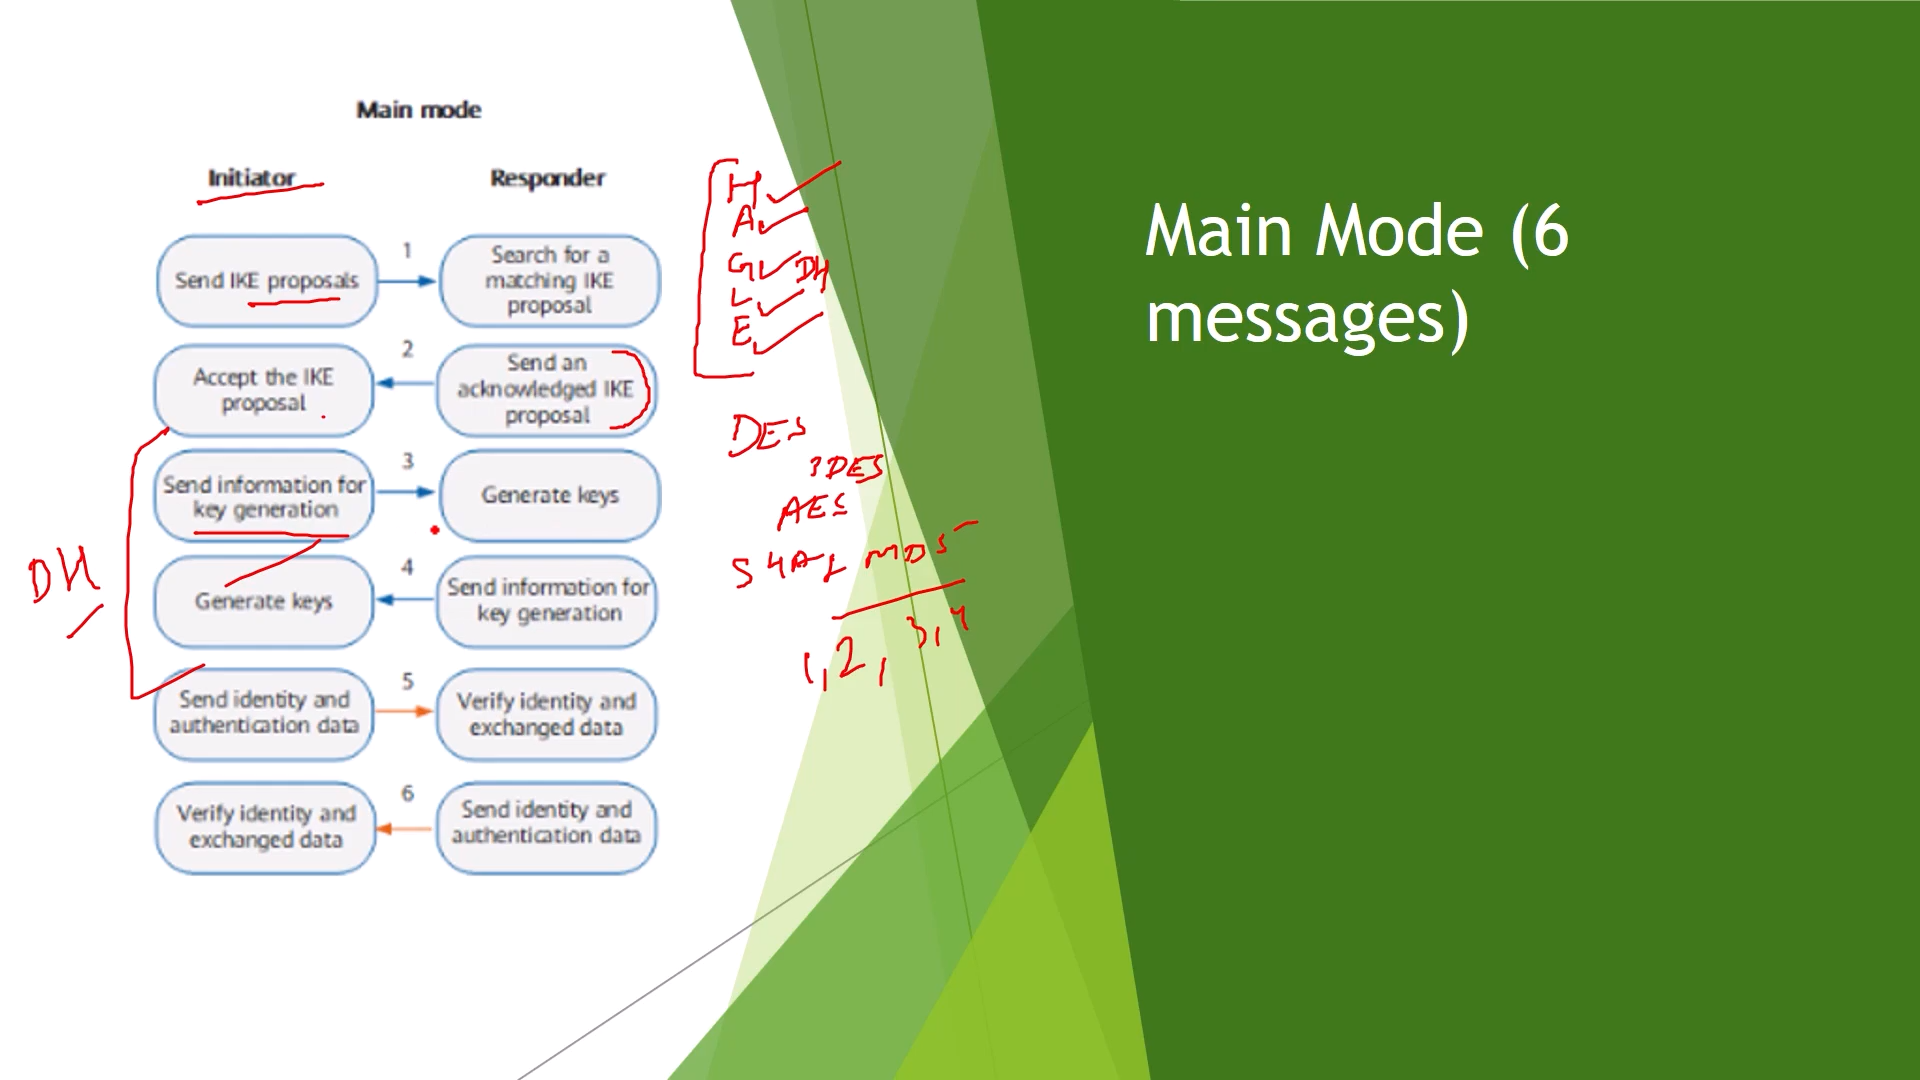 Main mode
Initiator
Responder
Send IKE proposals
1
Search for a
matching IKE
proposal
Accept the IKE
proposal
2
Send an
acknowledged IKE
proposal
Send information for
key generation
3
Generate keys
Generate keys
4
Send information for
key generation
Send identity and
authentication data
5
Verify identity and
exchanged data
Verify identity and
exchanged data
6
Send identity and
authentication data
DH
H
A
G DH
L
E
DES
3DES
AES
SHA1 MD5
1, 2, 3, 4
Main Mode (6
messages)